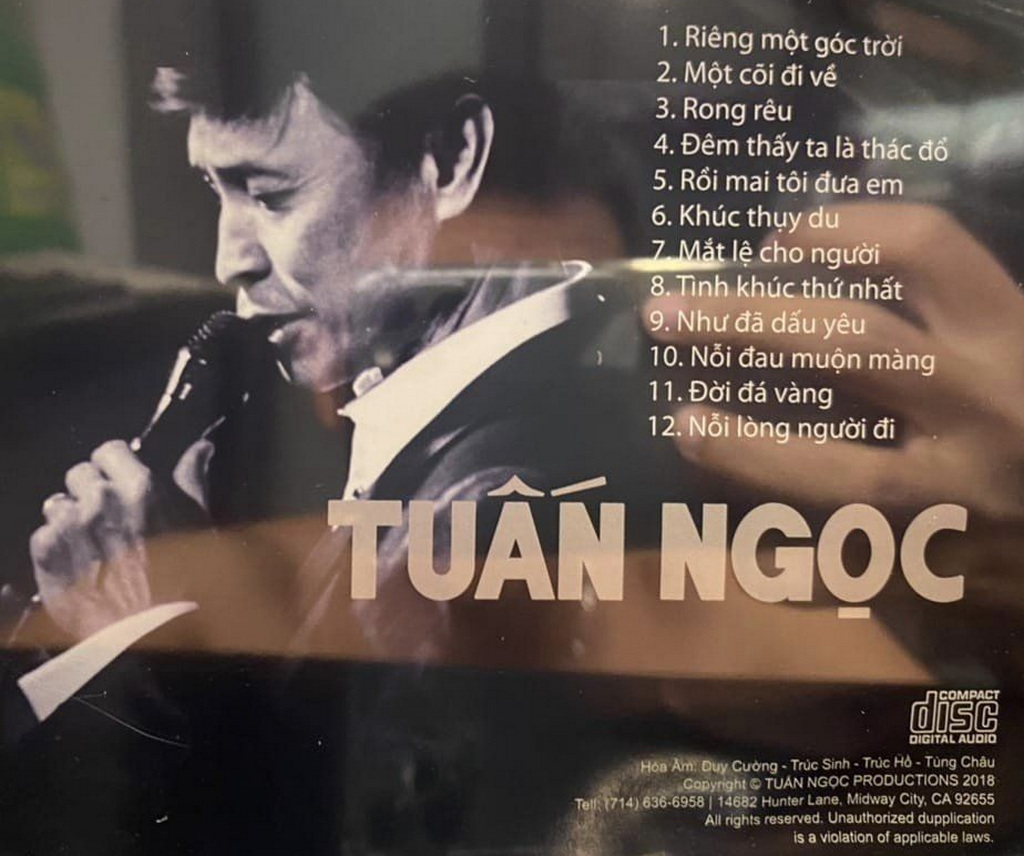 1. Riêng một góc trời
2. Một cõi đi về
3. Rong rêu
4. Đêm thấy ta là thác đổ
5. Rồi mai tôi đưa em
6. Khúc thụy du
7. Mắt lệ cho người
8. Tình khúc thứ nhất
9. Như đã dấu yêu
10. Nỗi đau muộn màng
11. Đời đá vàng
12. Nỗi lòng người đi
TUẤN NGỌC
COMPACT
disc
DIGITAL AUDIO
Hòa Âm: Duy Cường - Trúc Sinh - Trúc Hồ - Tùng Châu
Copyright © TUẤN NGỌC PRODUCTIONS 2018
Tell: (714) 636-6958 | 14682 Hunter Lane, Midway City, CA 92655
All rights reserved. Unauthorized dupplication
is a violation of applicable laws.